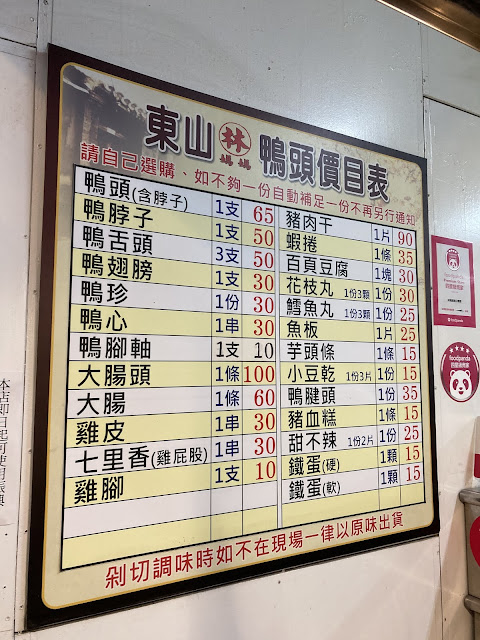 東山 林媽媽 鴨頭價目表
請自己選購、如不夠一份自動補足一份不再另行通知
鴨頭(含脖子) 1支 65
鴨脖子 1支 50
鴨舌頭 3支 50
鴨翅膀 1支 30
鴨珍 1份 30
鴨心 1串 30
鴨腳軸 1支 10
大腸頭 1條 100
大腸 1條 60
雞皮 1串 30
七里香(雞屁股) 1串 30
雞腳 1支 10
豬肉干 1片 90
蝦捲 1條 35
百頁豆腐 1塊 30
花枝丸 1份3顆 1份 30
鱈魚丸 1份3顆 1份 25
魚板 1片 25
芋頭條 1條 15
小豆乾 1份3片 1份 15
鴨腱頭 1份 35
豬血糕 1條 15
甜不辣 1份2片 1份 25
鐵蛋(硬) 1顆 15
鐵蛋(軟) 1顆 15
剁切調味時如不在現場一律以原味出貨
foodpanda
foodpanda